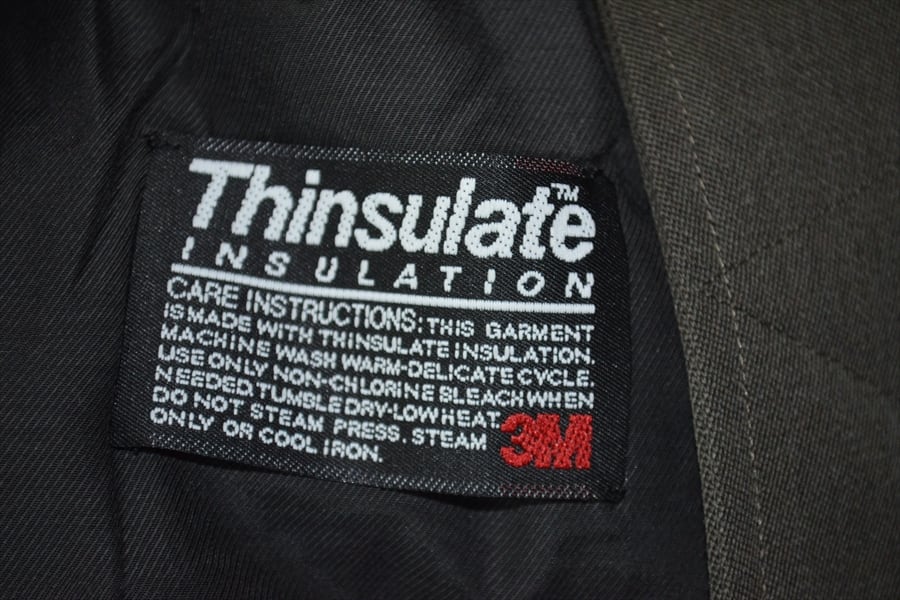 Thinsulate™
INSULATION
CARE INSTRUCTIONS: THIS GARMENT
IS MADE WITH THINSULATE INSULATION.
MACHINE WASH WARM-DELICATE CYCLE.
USE ONLY NON-CHLORINE BLEACH WHEN
NEEDED TUMBLE DRY-LOW HEAT.
DO NOT STEAM PRESS. STEAM
ONLY OR COOL IRON.
3M